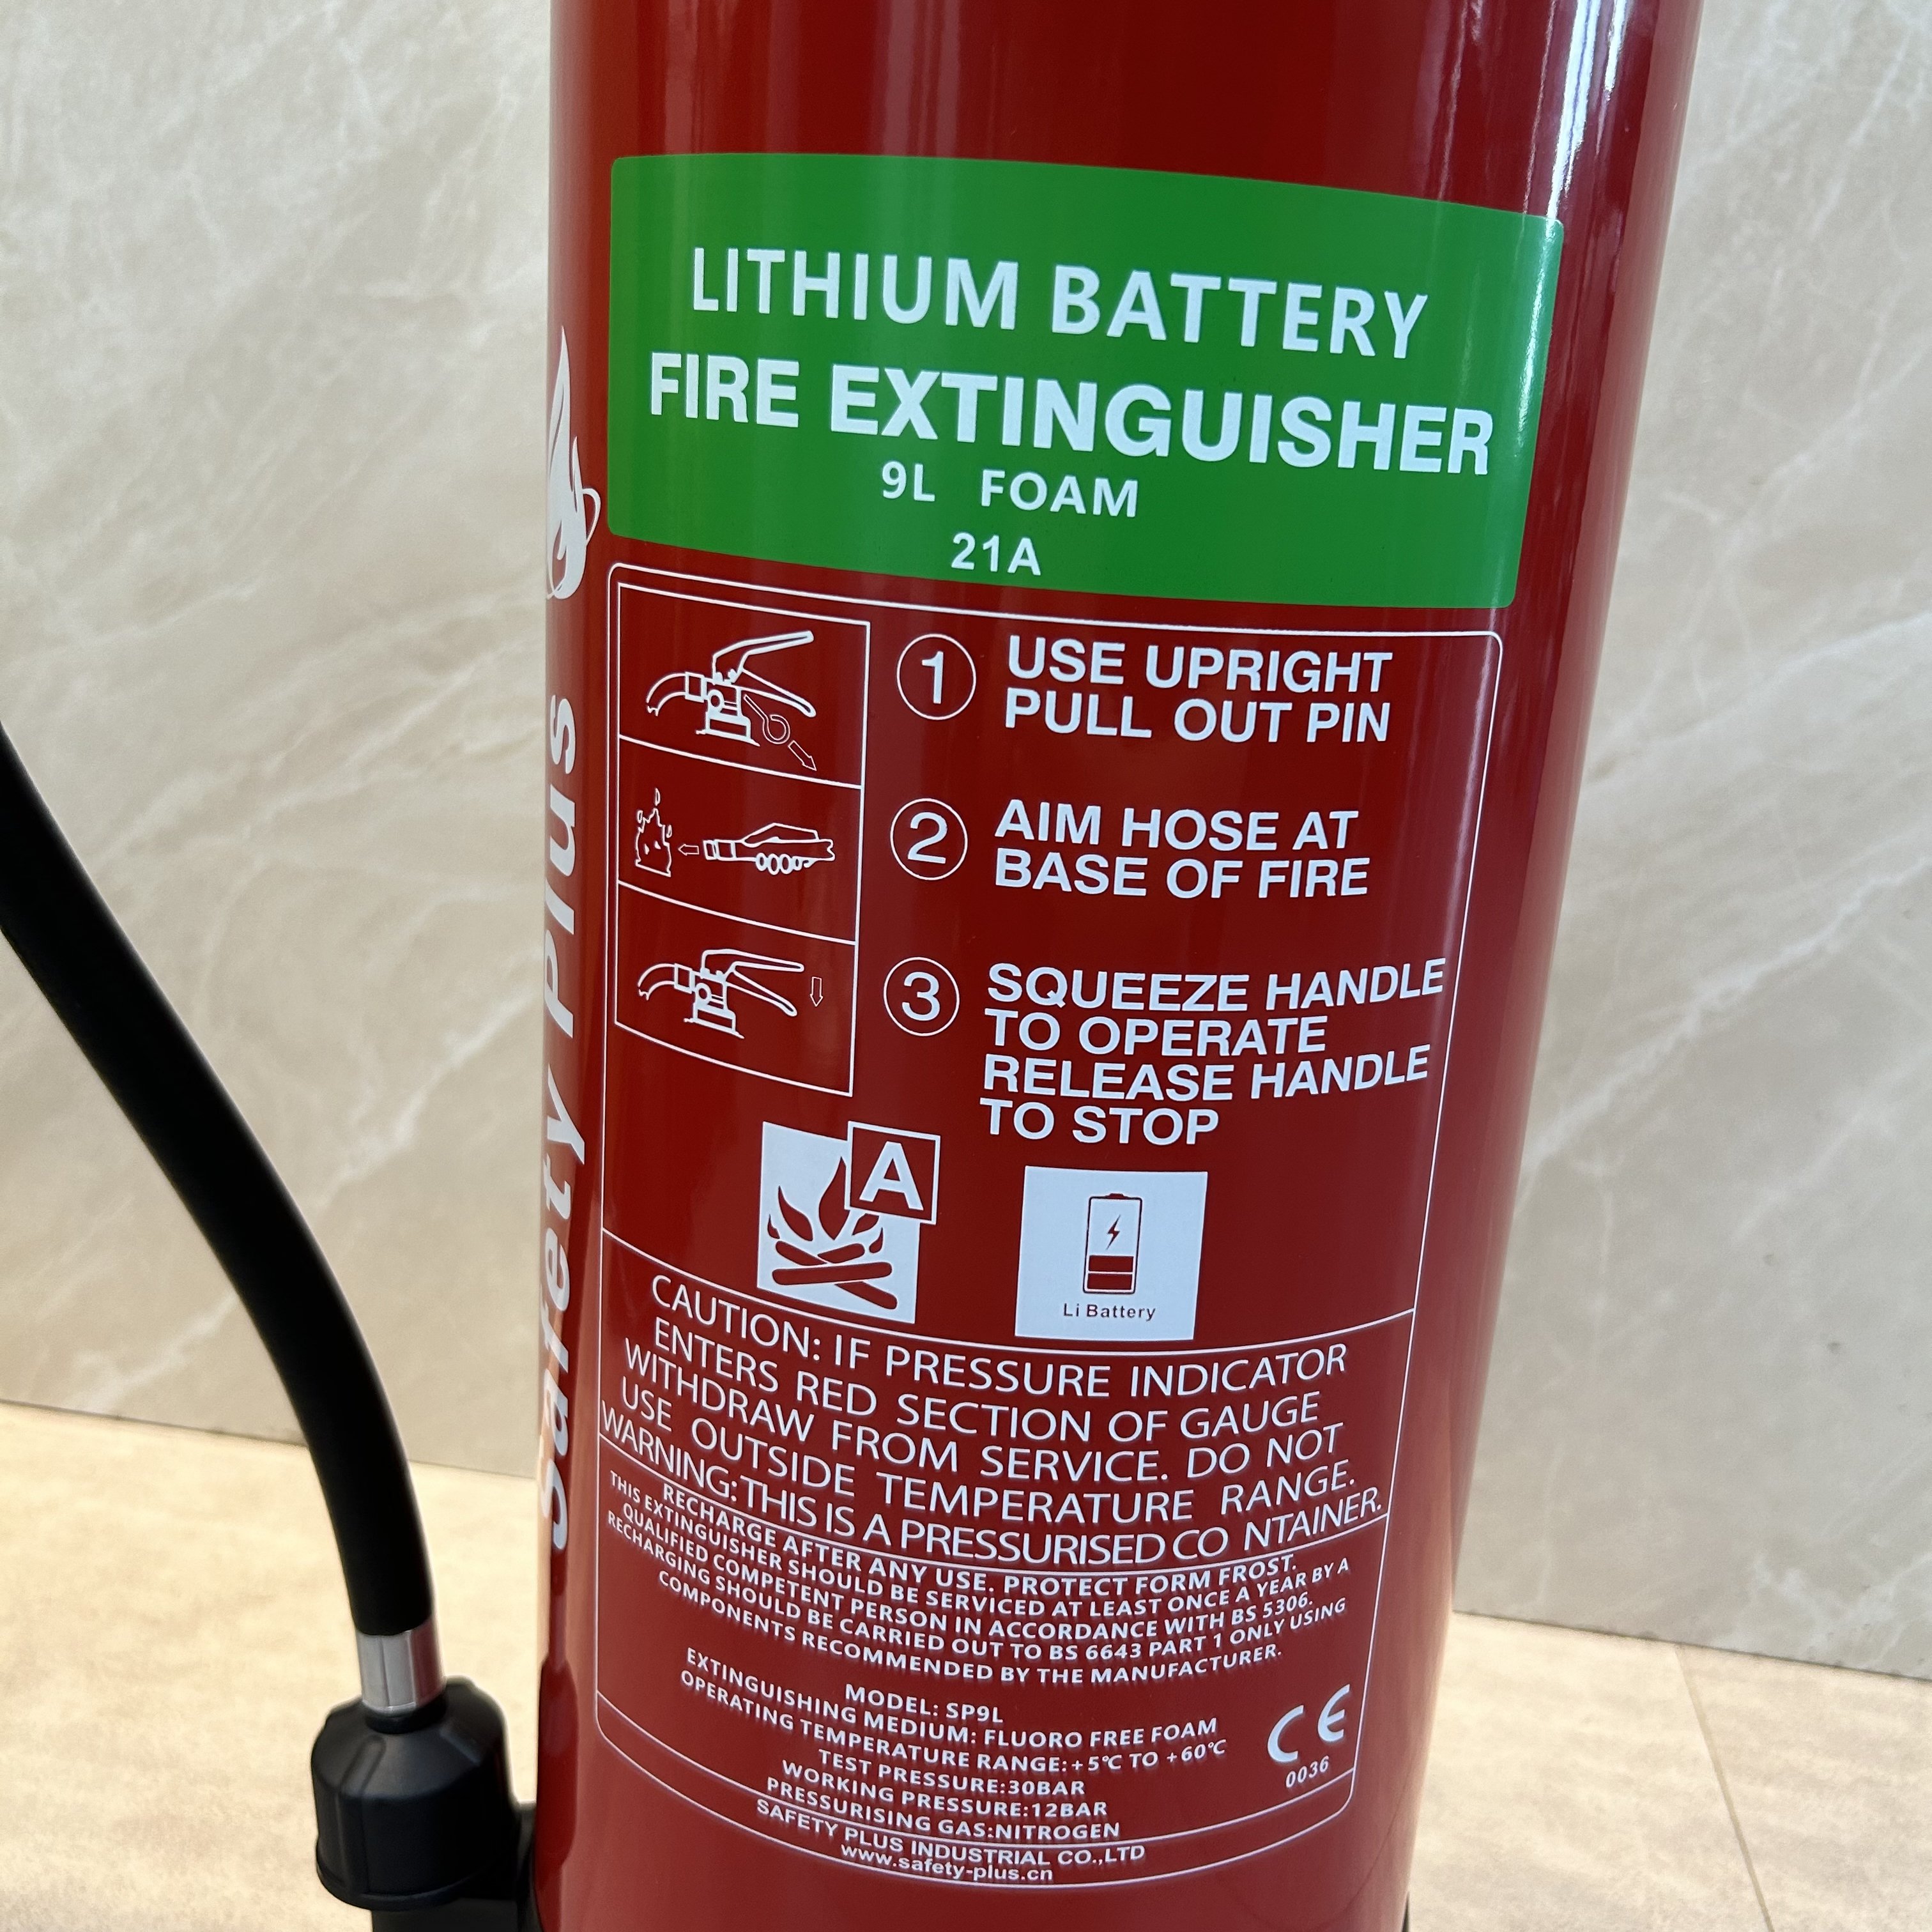 Safety Plus
LITHIUM BATTERY
FIRE EXTINGUISHER
9L FOAM
21A
1 USE UPRIGHT
PULL OUT PIN
2 AIM HOSE AT
BASE OF FIRE
3 SQUEEZE HANDLE
TO OPERATE
RELEASE HANDLE
TO STOP
A
Li Battery
CAUTION: IF PRESSURE INDICATOR
ENTERS RED SECTION OF GAUGE
WITHDRAW FROM SERVICE. DO NOT
USE OUTSIDE TEMPERATURE RANGE.
WARNING: THIS IS A PRESSURISED CO NTAINER.
RECHARGE AFTER ANY USE. PROTECT FORM FROST.
THIS EXTINGUISHER SHOULD BE SERVICED AT LEAST ONCE A YEAR BY A
QUALIFIED COMPETENT PERSON IN ACCORDANCE WITH BS 5306.
RECHARGING SHOULD BE CARRIED OUT TO BS 6643 PART 1 ONLY USING
COMPONENTS RECOMMENDED BY THE MANUFACTURER.
MODEL: SP9L
EXTINGUISHING MEDIUM: FLUORO FREE FOAM
OPERATING TEMPERATURE RANGE:+5℃ TO +60℃
TEST PRESSURE:30BAR
WORKING PRESSURE:12BAR
PRESSURISING GAS:NITROGEN
CE
0036
SAFETY PLUS INDUSTRIAL CO.,LTD
www.safety-plus.cn